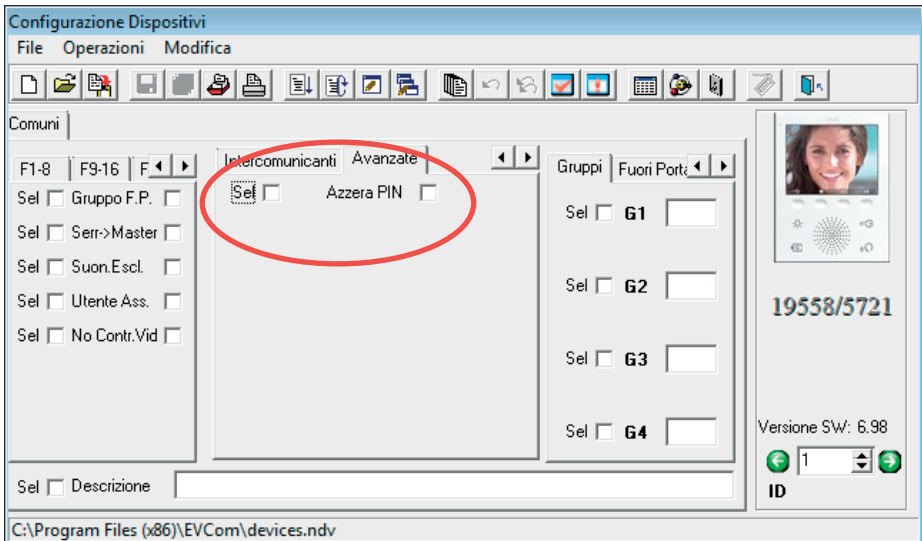 Configurazione Dispositivi
File Operazioni Modifica
Comuni
F1-8 F9-16 F
Sel Gruppo F.P.
Sel Serr->Master
Sel Suon.Escl.
Sel Utente Ass.
Sel No Contr.Vid
Intercomunicanti Avanzate
Sel Azzera PIN
Gruppi Fuori Porta
Sel G1
Sel G2
Sel G3
Sel G4
Sel Descrizione
19558/5721
Versione SW: 6.98
1
ID
C:\Program Files (x86)\EVCom\devices.ndv